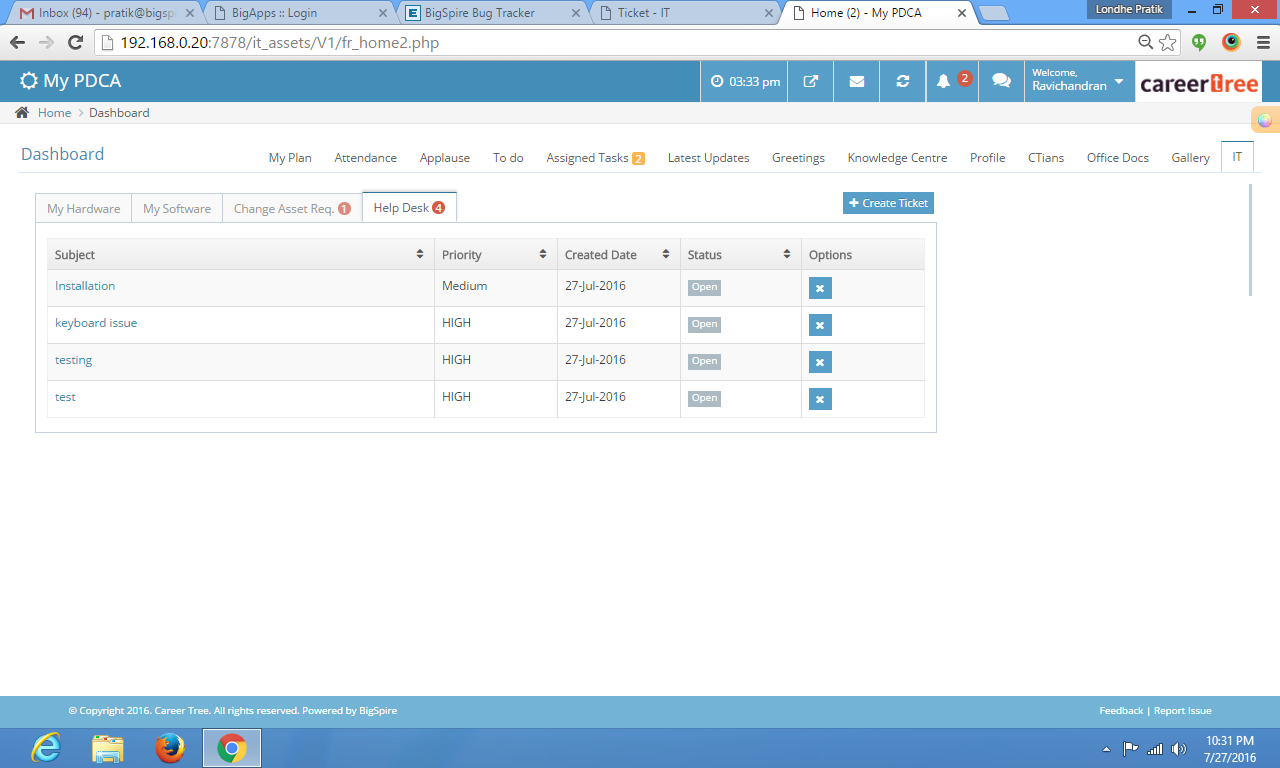 Inbox (94) - pratik@bigsp
BigApps :: Login
BigSpire Bug Tracker
Ticket - IT
Home (2) - My PDCA
Londhe Pratik
192.168.0.20:7878/it_assets/V1/fr_home2.php
My PDCA
03:33 pm
2
Welcome,
Ravichandran
careertree
Home > Dashboard
Dashboard
My Plan Attendance Applause To do Assigned Tasks 2 Latest Updates Greetings Knowledge Centre Profile CTians Office Docs Gallery IT
My Hardware My Software Change Asset Req. 1 Help Desk 4
Create Ticket
Subject Priority Created Date Status Options
Installation Medium 27-Jul-2016 Open
keyboard issue HIGH 27-Jul-2016 Open
testing HIGH 27-Jul-2016 Open
test HIGH 27-Jul-2016 Open
© Copyright 2016. Career Tree. All rights reserved. Powered by BigSpire
Feedback | Report Issue
10:31 PM
7/27/2016